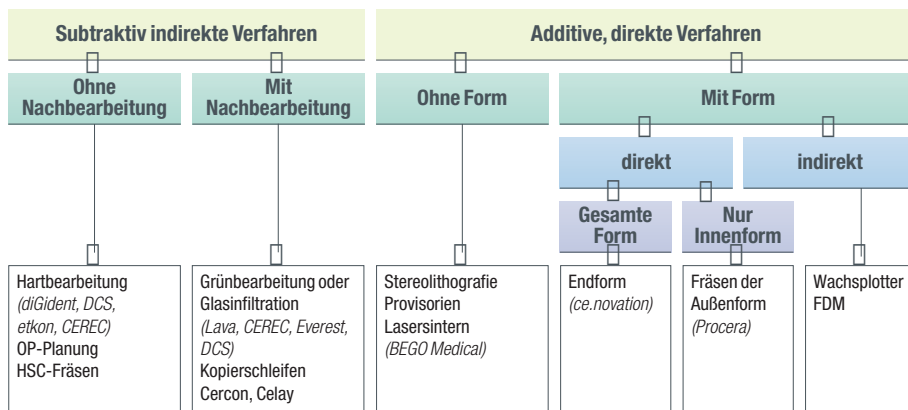 Subtraktiv indirekte Verfahren
Additive, direkte Verfahren
Ohne
Nachbearbeitung
Mit
Nachbearbeitung
Ohne Form
Mit Form
direkt
indirekt
Gesamte
Form
Nur
Innenform
Hartbearbeitung
(diGident, DCS,
etkon, CEREC)
OP-Planung
HSC-Fräsen
Grünbearbeitung oder
Glasinfiltration
(Lava, CEREC, Everest,
DCS)
Kopierschleifen
Cercon, Celay
Stereolithografie
Provisorien
Lasersintern
(BEGO Medical)
Endform
(ce.novation)
Fräsen der
Außenform
(Procera)
Wachsplotter
FDM